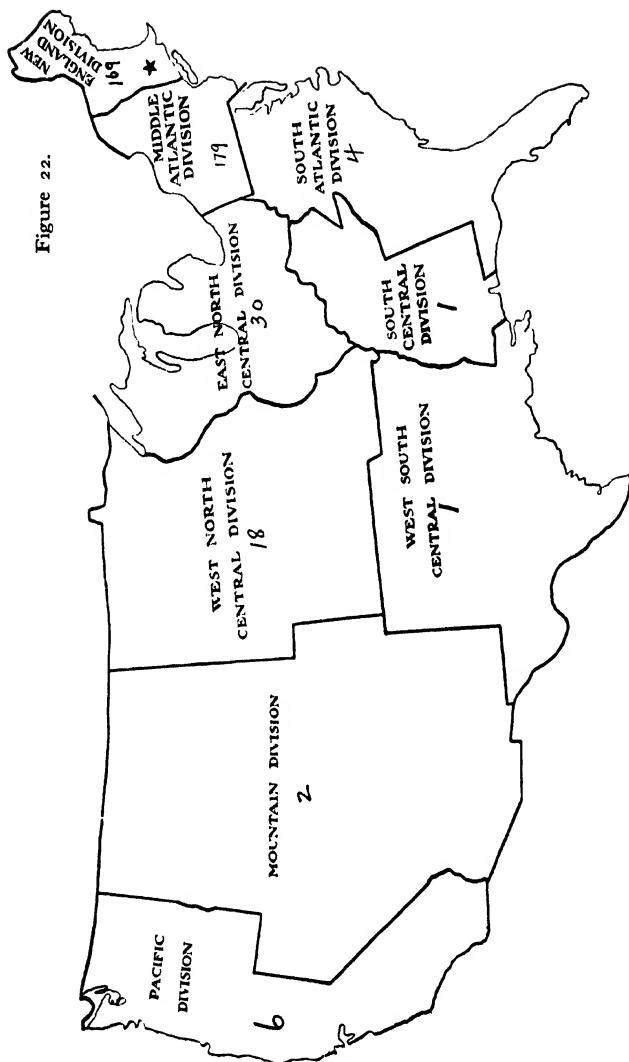 Figure 22.
NEW
ENGLAND
DIVISION
169
MIDDLE
ATLANTIC
DIVISION
179
SOUTH
ATLANTIC
DIVISION
4
EAST NORTH
CENTRAL DIVISION
30
SOUTH
CENTRAL
DIVISION
1
WEST NORTH
CENTRAL DIVISION
18
WEST SOUTH
CENTRAL DIVISION
1
MOUNTAIN DIVISION
2
PACIFIC
DIVISION
6